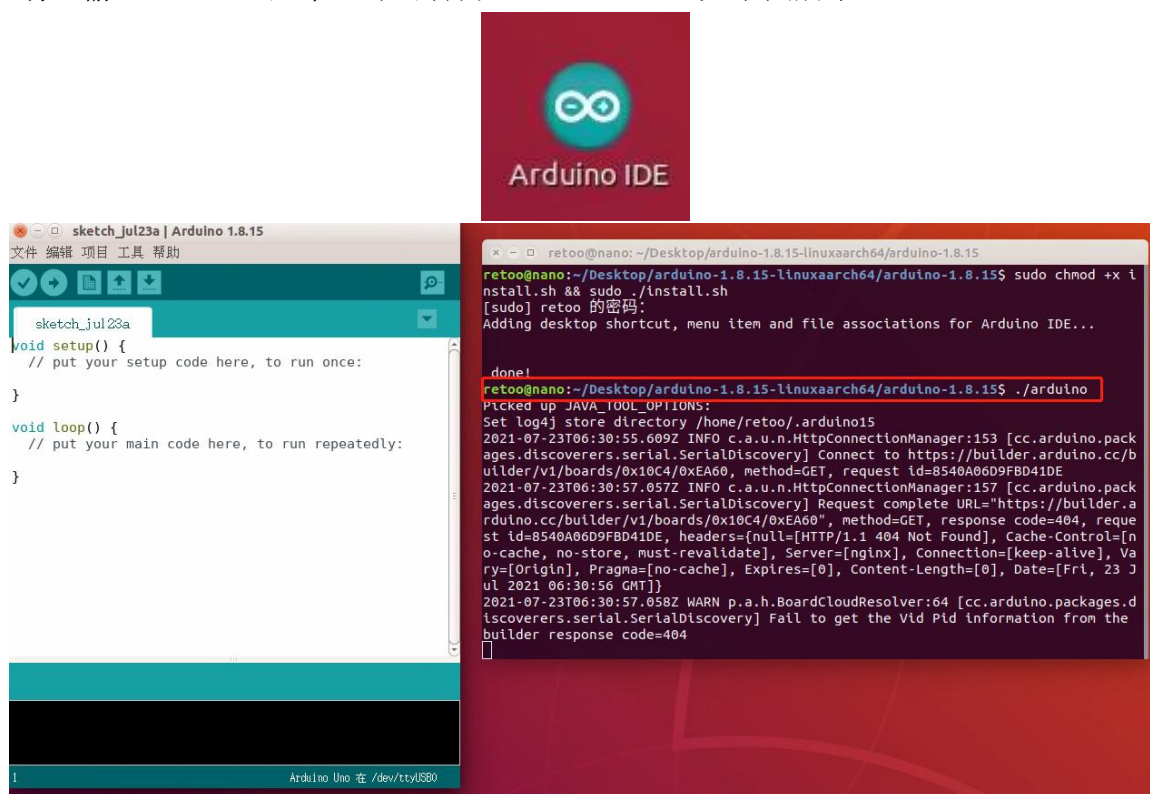 Arduino IDE
sketch_jul23a | Arduino 1.8.15
文件 编辑 项目 工具 帮助
sketch_jul23a
void setup() {
// put your setup code here, to run once:
}
void loop() {
// put your main code here, to run repeatedly:
}
1
Arduino Uno 在 /dev/ttyUSB0
retoo@nano: ~/Desktop/arduino-1.8.15-linuxaarch64/arduino-1.8.15
retoo@nano:~/Desktop/arduino-1.8.15-linuxaarch64/arduino-1.8.15$ sudo chmod +x i
nstall.sh && sudo ./install.sh
[sudo] retoo 的密码:
Adding desktop shortcut, menu item and file associations for Arduino IDE...
done!
retoo@nano:~/Desktop/arduino-1.8.15-linuxaarch64/arduino-1.8.15$ ./arduino
Picked up JAVA_TOOL_OPTIONS:
Set log4j store directory /home/retoo/.arduino15
2021-07-23T06:30:55.609Z INFO c.a.u.n.HttpConnectionManager:153 [cc.arduino.pack
ages.discoverers.serial.SerialDiscovery] Connect to https://builder.arduino.cc/b
uilder/v1/boards/0x10C4/0xEA60, method=GET, request id=8540A06D9FBD41DE
2021-07-23T06:30:57.057Z INFO c.a.u.n.HttpConnectionManager:157 [cc.arduino.pack
ages.discoverers.serial.SerialDiscovery] Request complete URL="https://builder.a
rduino.cc/builder/v1/boards/0x10C4/0xEA60", method=GET, response code=404, reque
st id=8540A06D9FBD41DE, headers={null=[HTTP/1.1 404 Not Found], Cache-Control=[n
o-cache, no-store, must-revalidate], Server=[nginx], Connection=[keep-alive], Va
ry=[Origin], Pragma=[no-cache], Expires=[0], Content-Length=[0], Date=[Fri, 23 J
ul 2021 06:30:56 GMT]}
2021-07-23T06:30:57.058Z WARN p.a.h.BoardCloudResolver:64 [cc.arduino.packages.d
iscoverers.serial.SerialDiscovery] Fail to get the Vid Pid information from the
builder response code=404